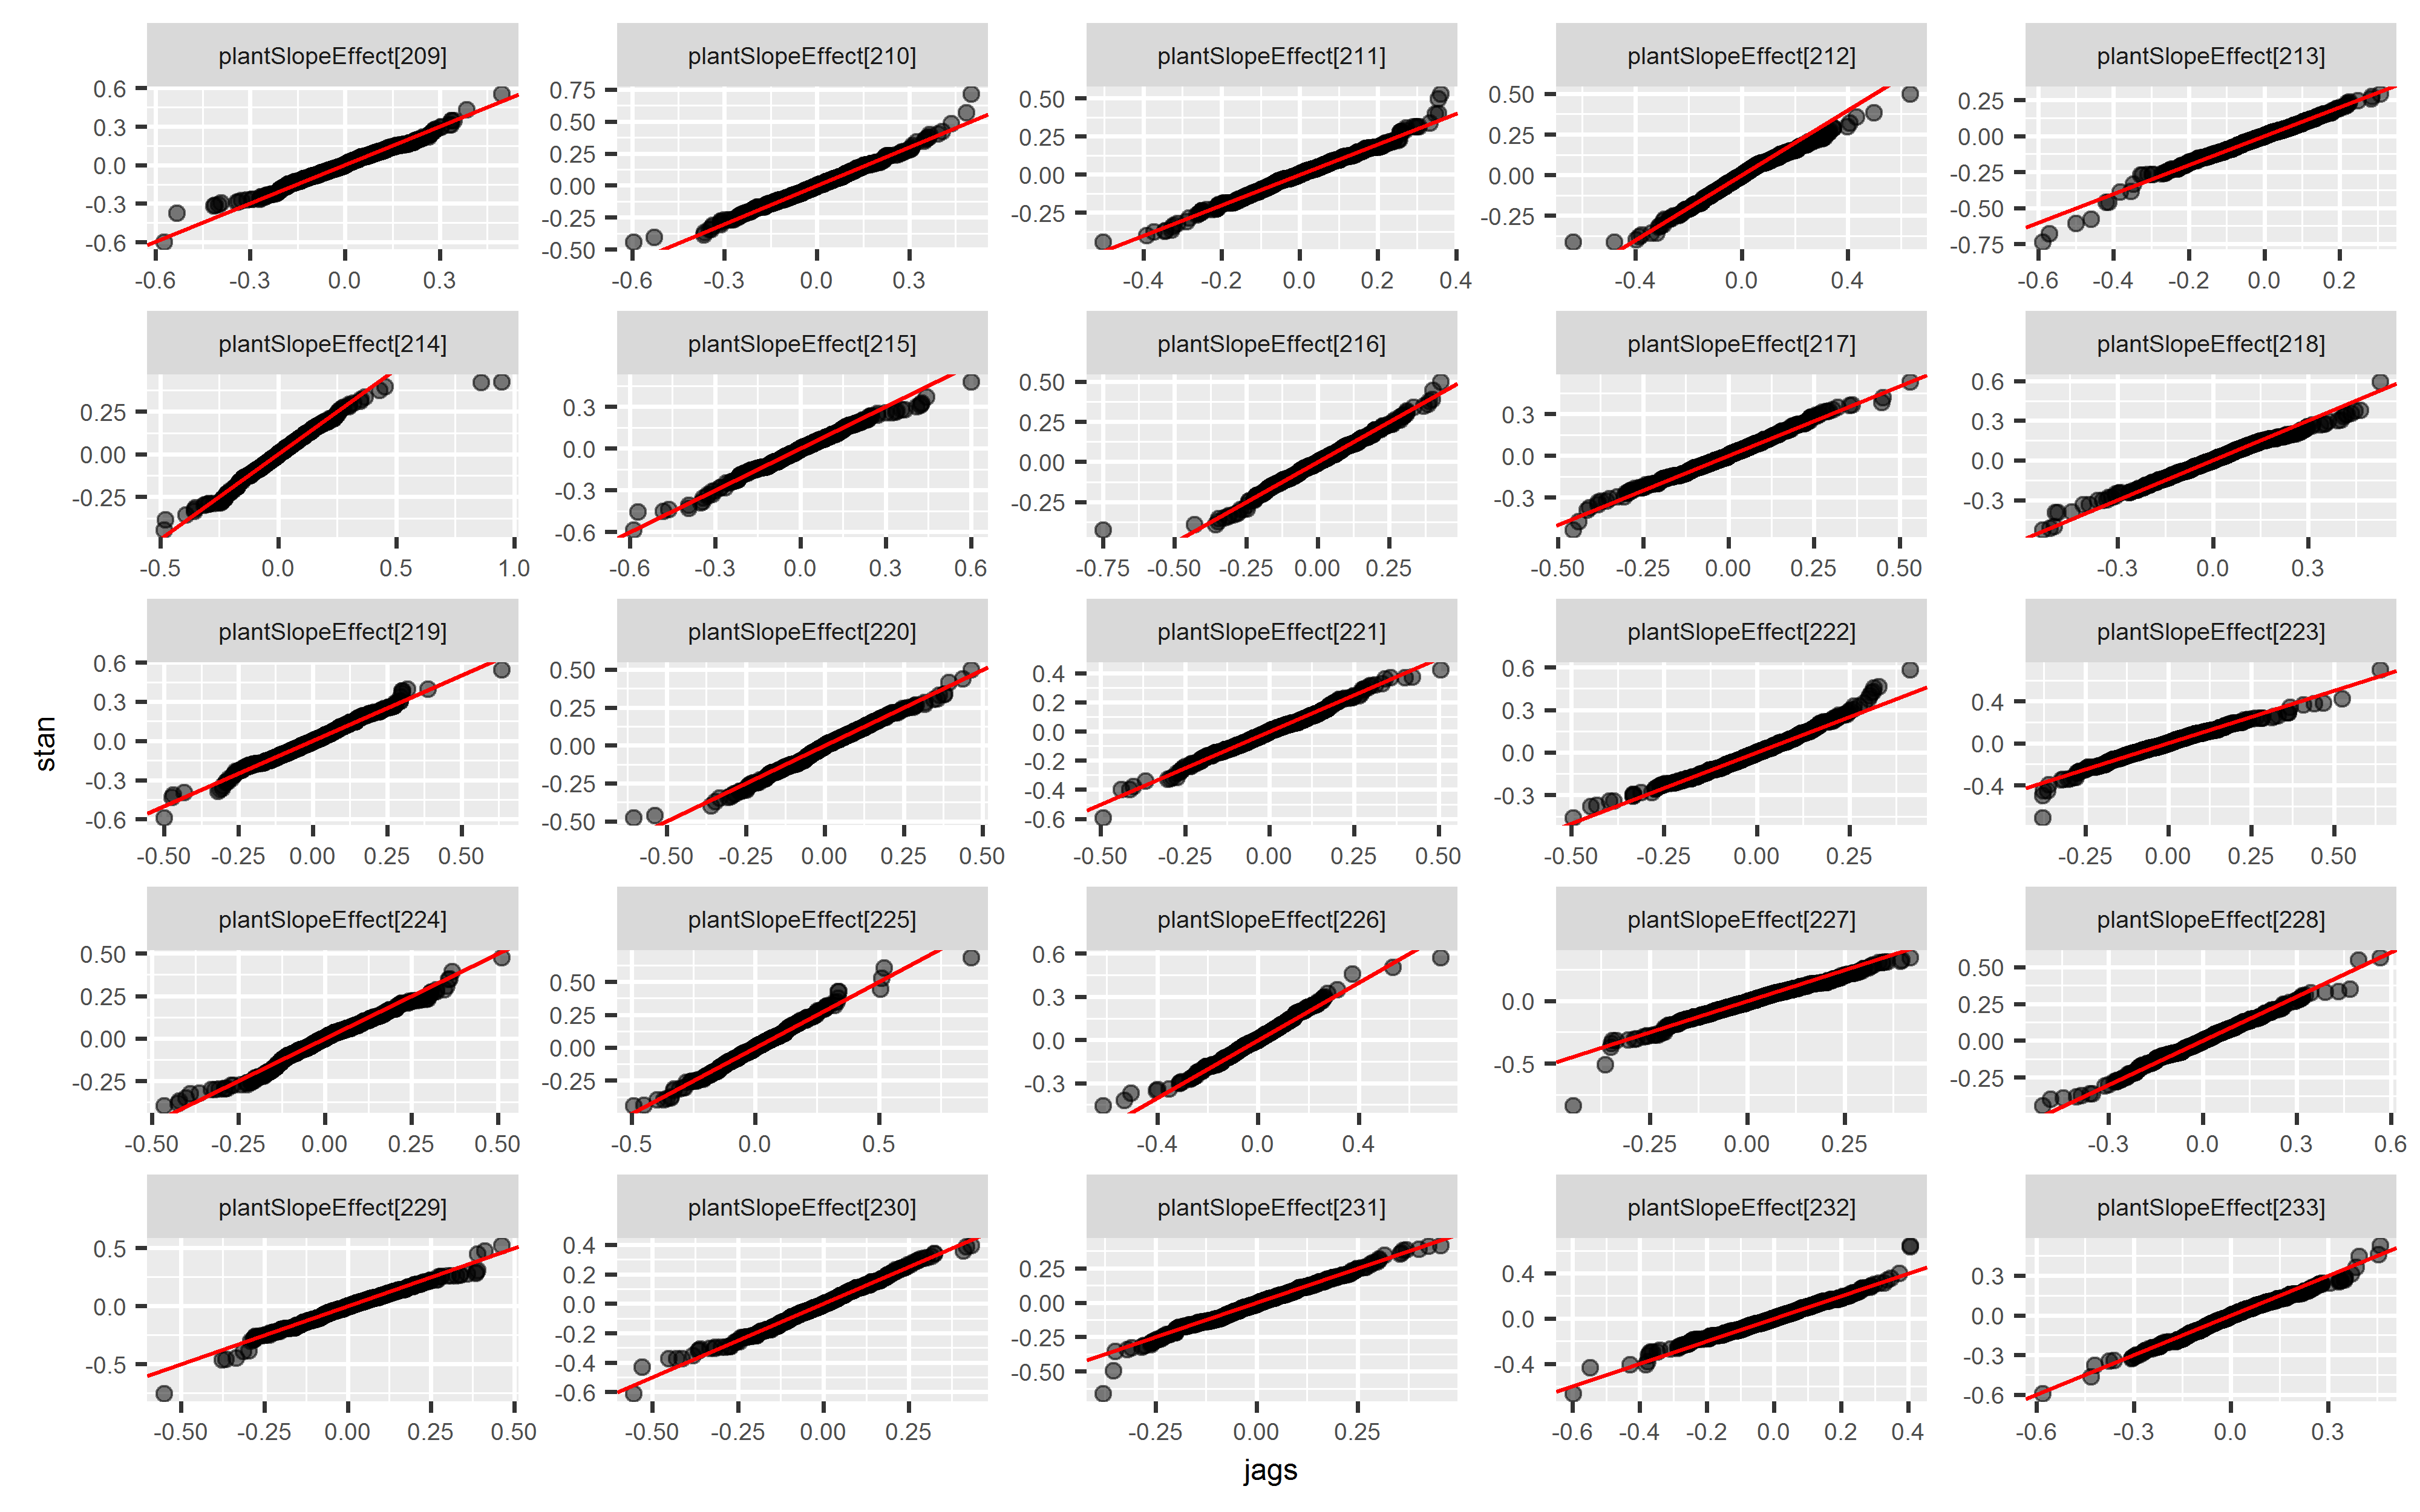 plantSlopeEffect[209] plantSlopeEffect[210] plantSlopeEffect[211] plantSlopeEffect[212] plantSlopeEffect[213]
0.6 0.3 0.0 -0.3 -0.6
0.75 0.50 0.25 0.00 -0.25 -0.50
0.50 0.25 0.00 -0.25
0.50 0.25 0.00 -0.25
0.25 0.00 -0.25 -0.50 -0.75
-0.6 -0.3 0.0 0.3
-0.6 -0.3 0.0 0.3
-0.4 -0.2 0.0 0.2 0.4
-0.4 0.0 0.4
-0.6 -0.4 -0.2 0.0 0.2
plantSlopeEffect[214] plantSlopeEffect[215] plantSlopeEffect[216] plantSlopeEffect[217] plantSlopeEffect[218]
0.25 0.00 -0.25
0.3 0.0 -0.3 -0.6
0.50 0.25 0.00 -0.25
0.3 0.0 -0.3
0.6 0.3 0.0 -0.3
-0.5 0.0 0.5 1.0
-0.6 -0.3 0.0 0.3 0.6
-0.75 -0.50 -0.25 0.00 0.25
-0.50 -0.25 0.00 0.25 0.50
-0.3 0.0 0.3
plantSlopeEffect[219] plantSlopeEffect[220] plantSlopeEffect[221] plantSlopeEffect[222] plantSlopeEffect[223]
0.6 0.3 0.0 -0.3 -0.6
0.50 0.25 0.00 -0.25 -0.50
0.4 0.2 0.0 -0.2 -0.4 -0.6
0.6 0.3 0.0 -0.3
0.4 0.0 -0.4
-0.50 -0.25 0.00 0.25 0.50
-0.50 -0.25 0.00 0.25 0.50
-0.50 -0.25 0.00 0.25 0.50
-0.50 -0.25 0.00 0.25
-0.25 0.00 0.25 0.50
stan
plantSlopeEffect[224] plantSlopeEffect[225] plantSlopeEffect[226] plantSlopeEffect[227] plantSlopeEffect[228]
0.50 0.25 0.00 -0.25
0.50 0.25 0.00 -0.25
0.6 0.3 0.0 -0.3
0.0 -0.5
0.50 0.25 0.00 -0.25
-0.50 -0.25 0.00 0.25 0.50
-0.5 0.0 0.5
-0.4 0.0 0.4
-0.25 0.00 0.25
-0.3 0.0 0.3 0.6
plantSlopeEffect[229] plantSlopeEffect[230] plantSlopeEffect[231] plantSlopeEffect[232] plantSlopeEffect[233]
0.5 0.0 -0.5
0.4 0.2 0.0 -0.2 -0.4 -0.6
0.25 0.00 -0.25 -0.50
0.4 0.0 -0.4
0.3 0.0 -0.3 -0.6
-0.50 -0.25 0.00 0.25 0.50
-0.50 -0.25 0.00 0.25
-0.25 0.00 0.25
-0.6 -0.4 -0.2 0.0 0.2 0.4
-0.6 -0.3 0.0 0.3
jags